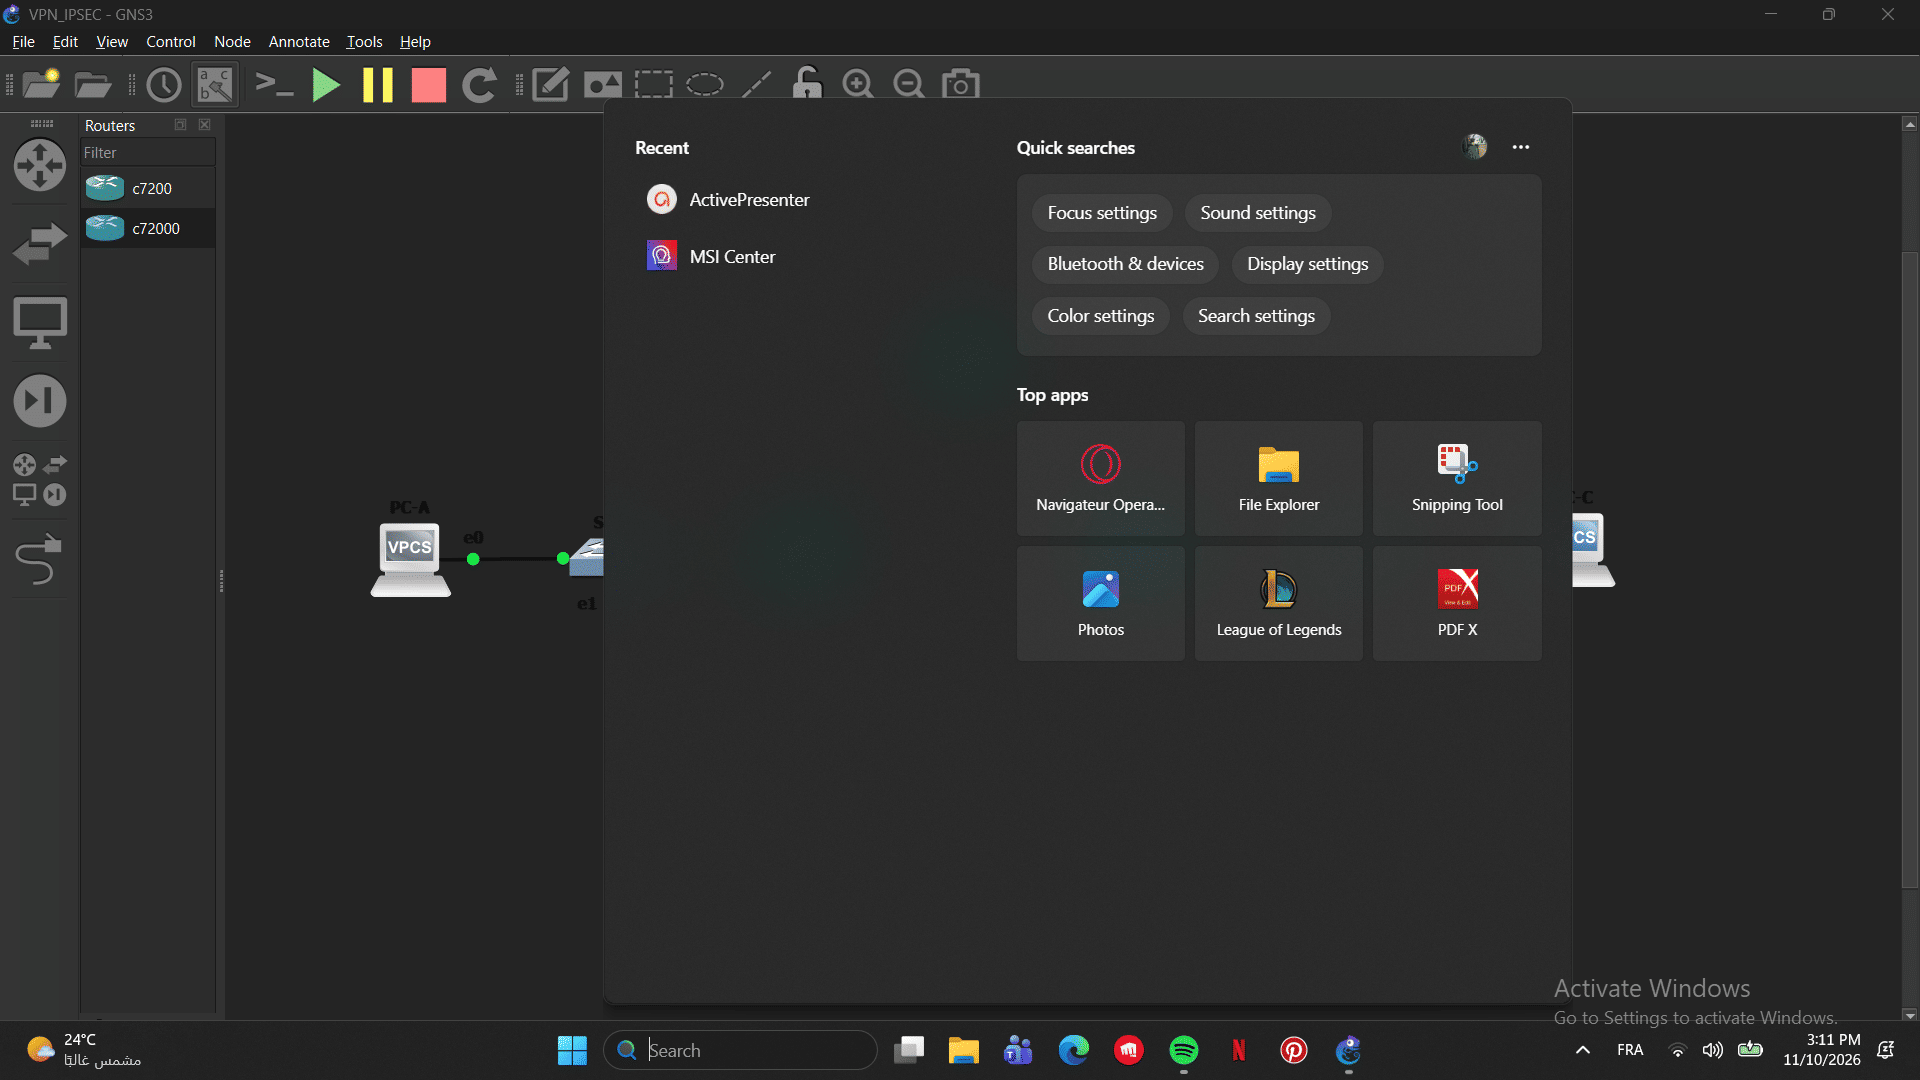 VPN_IPSEC - GNS3
File Edit View Control Node Annotate Tools Help
Routers
Filter
c7200
c72000
PC-A
VPCS
e0
S
e1
-C
CS
Recent
ActivePresenter
MSI Center
Quick searches
Focus settings
Sound settings
Bluetooth & devices
Display settings
Color settings
Search settings
Top apps
Navigateur Opera...
File Explorer
Snipping Tool
Photos
League of Legends
PDF X
Activate Windows
Go to Settings to activate Windows.
24°C
مشمس غالبًا
Search
FRA
3:11 PM
11/10/2026